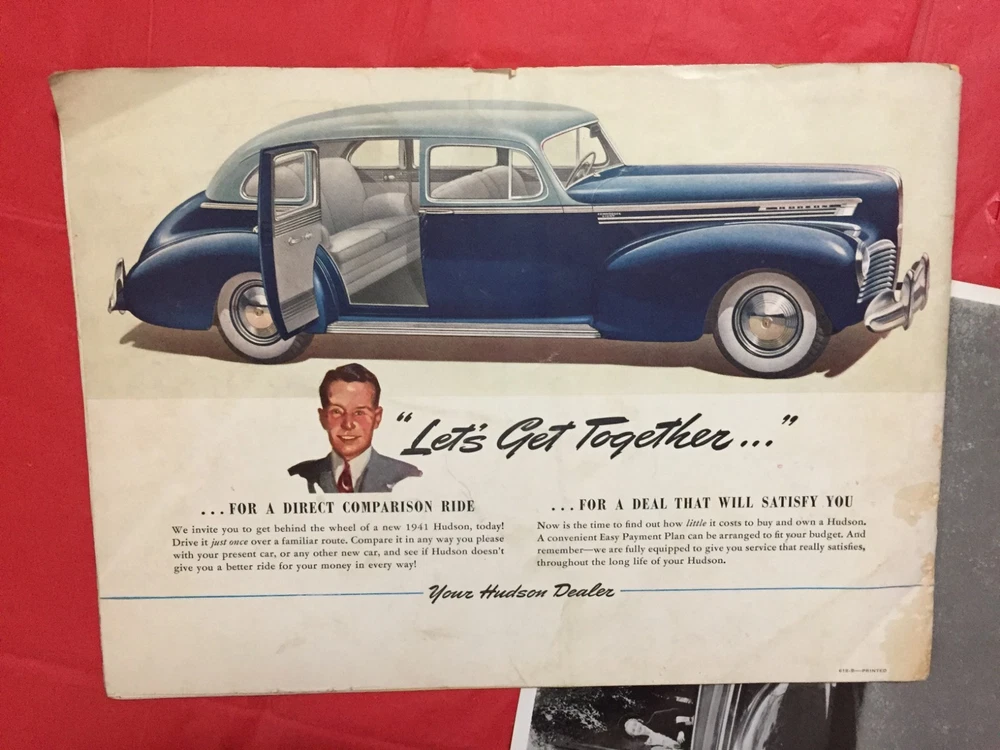 HUDSON
"Let's Get Together..."
...FOR A DIRECT COMPARISON RIDE
We invite you to get behind the wheel of a new 1941 Hudson, today!
Drive it just once over a familiar route. Compare it in any way you please
with your present car, or any other new car, and see if Hudson doesn't
give you a better ride for your money in every way!
...FOR A DEAL THAT WILL SATISFY YOU
Now is the time to find out how little it costs to buy and own a Hudson.
A convenient Easy Payment Plan can be arranged to fit your budget. And
remember—we are fully equipped to give you service that really satisfies,
throughout the long life of your Hudson.
Your Hudson Dealer